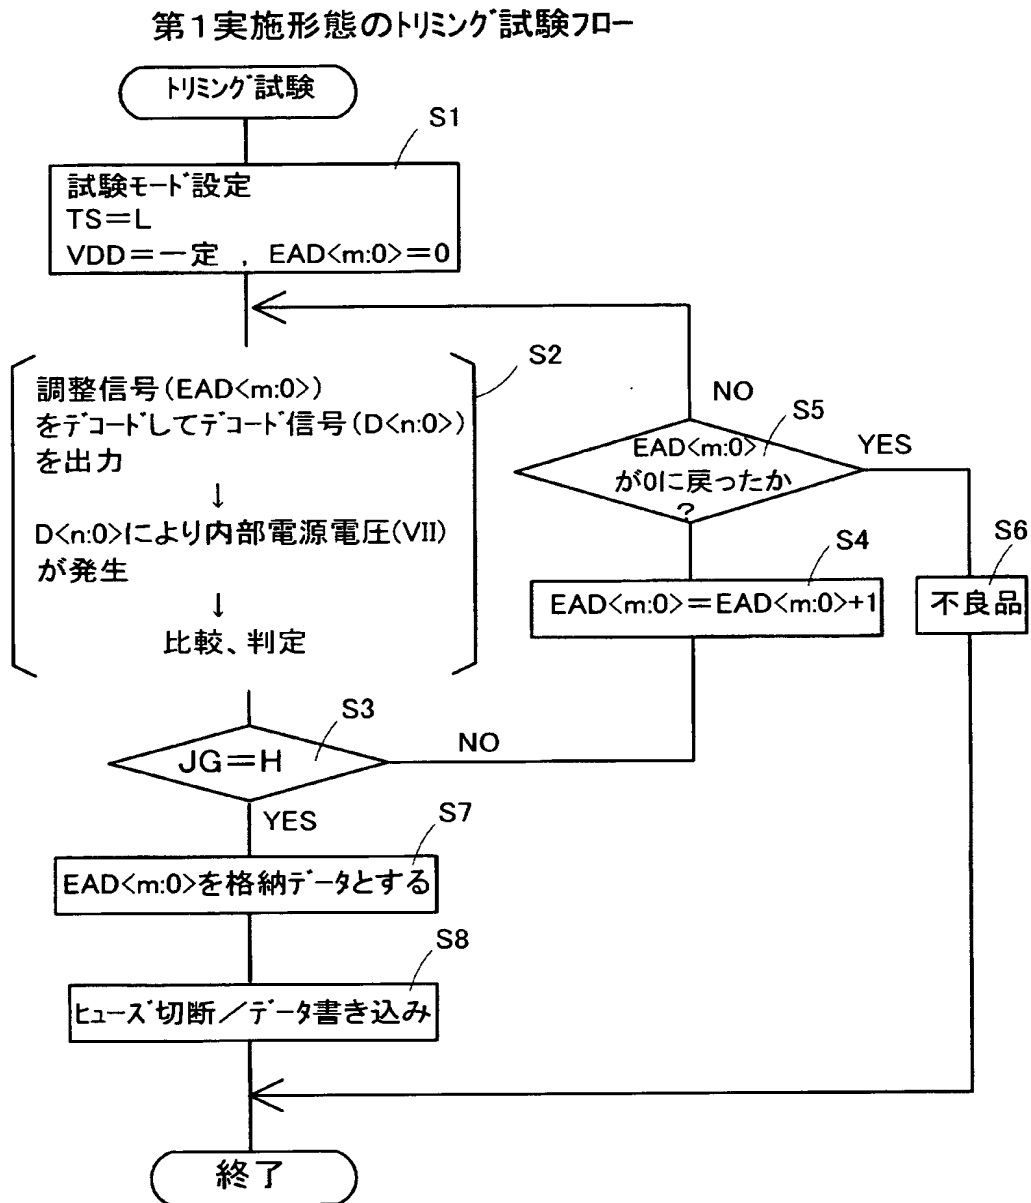 第1実施形態のトリミング試験フロー
トリミング試験
S1
試験モード設定
TS=L
VDD=一定 , EAD<m:0>=0
S2
調整信号(EAD<m:0>)
をデコードしてデコード信号(D<n:0>)
を出力
↓
D<n:0>により内部電源電圧(VII)
が発生
↓
比較、判定
NO
S5
EAD<m:0>
が0に戻ったか
?
YES
S4
EAD<m:0>=EAD<m:0>+1
S6
不良品
S3
JG=H
NO
YES
S7
EAD<m:0>を格納データとする
S8
ヒューズ切断/データ書き込み
終了